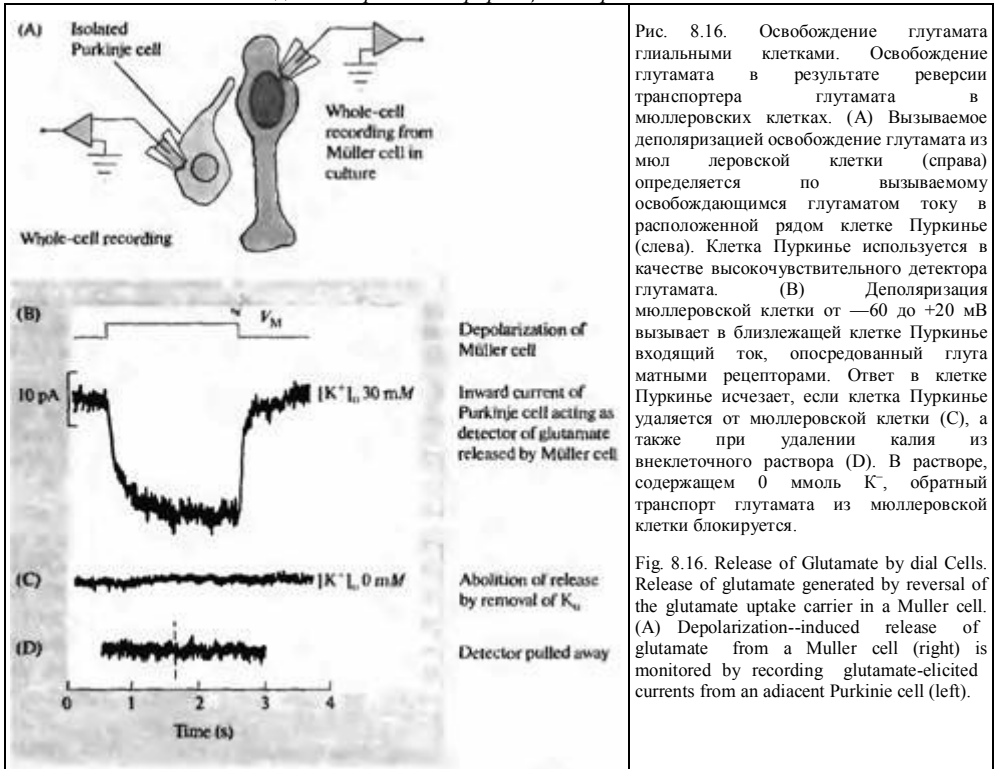 (A) Isolated
Purkinje cell
Whole-cell
recording from
Müller cell in
culture
Whole-cell recording
(B)
V_M
Depolarization of
Müller cell
10 pA
[K⁺]ₒ 30 mM
Inward current of
Purkinje cell acting as
detector of glutamate
released by Müller cell
(C)
[K⁺]ₒ 0 mM
Abolition of release
by removal of Kₒ
(D)
Detector pulled away
0 1 2 3 4
Time (s)
Рис. 8.16. Освобождение глутамата
глиальными клетками. Освобождение
глутамата в результате реверсии
транспортера глутамата в
мюллеровских клетках. (А) Вызываемое
деполяризацией освобождение глутамата из
мюл леровской клетки (справа)
определяется по вызываемому
освобождающимся глутаматом току в
расположенной рядом клетке Пуркинье
(слева). Клетка Пуркинье используется в
качестве высокочувствительного детектора
глутамата. (В) Деполяризация
мюллеровской клетки от —60 до +20 мВ
вызывает в близлежащей клетке Пуркинье
входящий ток, опосредованный глута
матными рецепторами. Ответ в клетке
Пуркинье исчезает, если клетка Пуркинье
удаляется от мюллеровской клетки (С), а
также при удалении калия из
внеклеточного раствора (D). В растворе,
содержащем 0 ммоль К⁻, обратный
транспорт глутамата из мюллеровской
клетки блокируется.
Fig. 8.16. Release of Glutamate by dial Cells.
Release of glutamate generated by reversal of
the glutamate uptake carrier in a Muller cell.
(A) Depolarization--induced release of
glutamate from a Muller cell (right) is
monitored by recording glutamate-elicited
currents from an adiacent Purkinie cell (left).